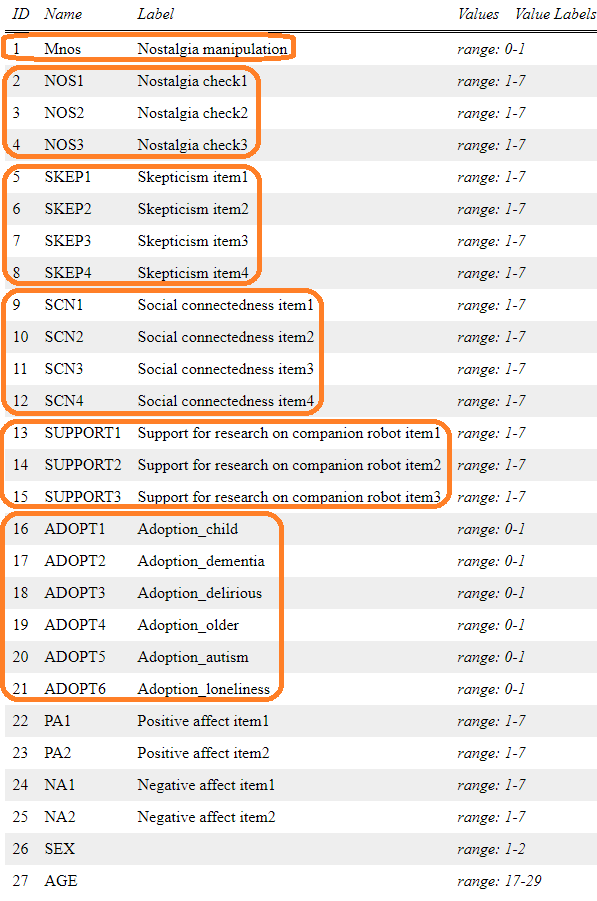 ID Name Label Values Value Labels
1 Mnos Nostalgia manipulation range: 0-1
2 NOS1 Nostalgia check1 range: 1-7
3 NOS2 Nostalgia check2 range: 1-7
4 NOS3 Nostalgia check3 range: 1-7
5 SKEP1 Skepticism item1 range: 1-7
6 SKEP2 Skepticism item2 range: 1-7
7 SKEP3 Skepticism item3 range: 1-7
8 SKEP4 Skepticism item4 range: 1-7
9 SCN1 Social connectedness item1 range: 1-7
10 SCN2 Social connectedness item2 range: 1-7
11 SCN3 Social connectedness item3 range: 1-7
12 SCN4 Social connectedness item4 range: 1-7
13 SUPPORT1 Support for research on companion robot item1 range: 1-7
14 SUPPORT2 Support for research on companion robot item2 range: 1-7
15 SUPPORT3 Support for research on companion robot item3 range: 1-7
16 ADOPT1 Adoption_child range: 0-1
17 ADOPT2 Adoption_dementia range: 0-1
18 ADOPT3 Adoption_delirious range: 0-1
19 ADOPT4 Adoption_older range: 0-1
20 ADOPT5 Adoption_autism range: 0-1
21 ADOPT6 Adoption_loneliness range: 0-1
22 PA1 Positive affect item1 range: 1-7
23 PA2 Positive affect item2 range: 1-7
24 NA1 Negative affect item1 range: 1-7
25 NA2 Negative affect item2 range: 1-7
26 SEX range: 1-2
27 AGE range: 17-29